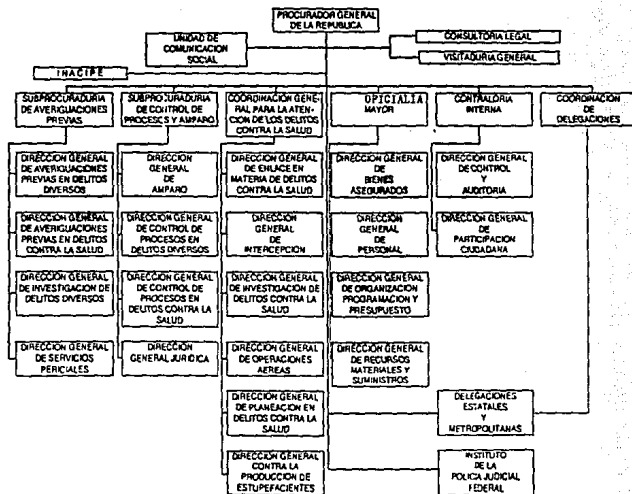 PROCURADOR GENERAL
DE LA REPUBLICA
UNIDAD DE
COMUNICACION
SOCIAL
CONSULTORIA LEGAL
VISITADURIA GENERAL
INACIPE
SUBPROCURADURIA
DE AVERIGUACIONES
PREVIAS
SUBPROCURADURIA
DE CONTROL DE
PROCESOS Y AMPARO
COORDINACION GENE-
RAL PARA LA ATEN-
CION DE LOS DELITOS
CONTRA LA SALUD
OFICIALIA
MAYOR
CONTRALORIA
INTERNA
COORDINACION
DE
DELEGACIONES
DIRECCION GENERAL
DE AVERIGUACIONES
PREVIAS EN DELITOS
DIVERSOS
DIRECCION
GENERAL
DE
AMPARO
DIRECCION GENERAL
DE ENLACE EN
MATERIA DE DELITOS
CONTRA LA SALUD
DIRECCION GENERAL
DE
BIENES
ASEGURADOS
DIRECCION GENERAL
DE CONTROL
Y
AUDITORIA
DIRECCION GENERAL
DE AVERIGUACIONES
PREVIAS EN DELITOS
CONTRA LA SALUD
DIRECCION GENERAL
DE CONTROL DE
PROCESOS EN
DELITOS DIVERSOS
DIRECCION
GENERAL
DE
INTERCEPCION
DIRECCION
GENERAL
DE
PERSONAL
DIRECCION GENERAL
DE
PARTICIPACION
CIUDADANA
DIRECCION GENERAL
DE INVESTIGACION DE
DELITOS DIVERSOS
DIRECCION GENERAL
DE CONTROL DE
PROCESOS EN
DELITOS CONTRA LA
SALUD
DIRECCION GENERAL
DE INVESTIGACION DE
DELITOS CONTRA LA
SALUD
DIRECCION GENERAL
DE ORGANIZACION
PROGRAMACION Y
PRESUPUESTO
DIRECCION GENERAL
DE SERVICIOS
PERICIALES
DIRECCION
GENERAL JURIDICA
DIRECCION GENERAL
DE OPERACIONES
AEREAS
DIRECCION GENERAL
DE RECURSOS
MATERIALES Y
SUMINISTROS
DIRECCION GENERAL
DE PLANEACION EN
DELITOS CONTRA LA
SALUD
DELEGACIONES
ESTATALES
Y
METROPOLITANAS
DIRECCION GENERAL
CONTRA LA
PRODUCCION DE
ESTUPEFACIENTES
INSTITUTO
DE LA
POLICIA JUDICIAL
FEDERAL